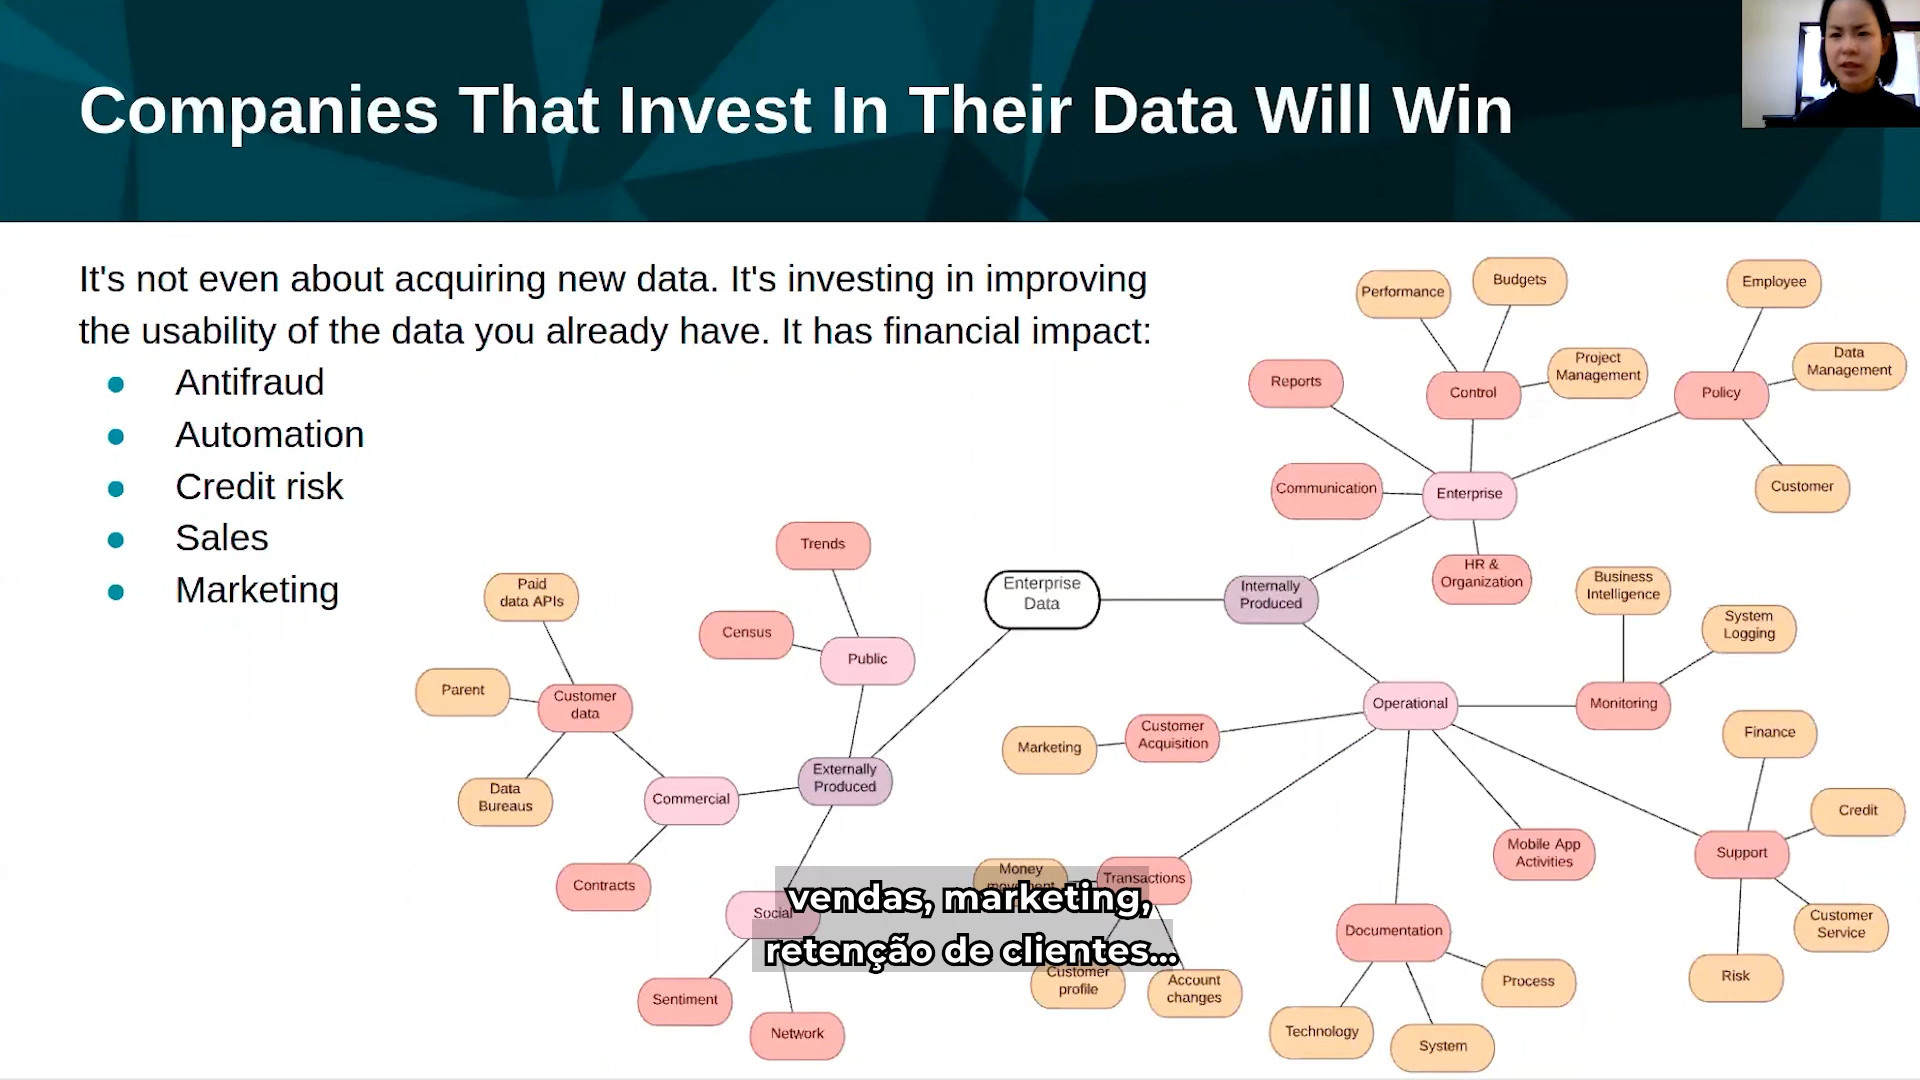 Companies That Invest In Their Data Will Win
It's not even about acquiring new data. It's investing in improving
the usability of the data you already have. It has financial impact:
● Antifraud
● Automation
● Credit risk
● Sales
● Marketing
Performance
Budgets
Employee
Reports
Control
Project
Management
Policy
Data
Management
Communication
Enterprise
Customer
HR &
Organization
Trends
Census
Public
Enterprise
Data
Internally
Produced
Business
Intelligence
System
Logging
Paid
data APIs
Parent
Customer
data
Data
Bureaus
Commercial
Externally
Produced
Contracts
Operational
Monitoring
Marketing
Customer
Acquisition
Finance
Credit
Support
Mobile App
Activities
Money
movement
Transactions
Social
Documentation
Customer
Service
Risk
Process
Customer
profile
Account
changes
Sentiment
Network
Technology
System
vendas, marketing,
retenção de clientes...